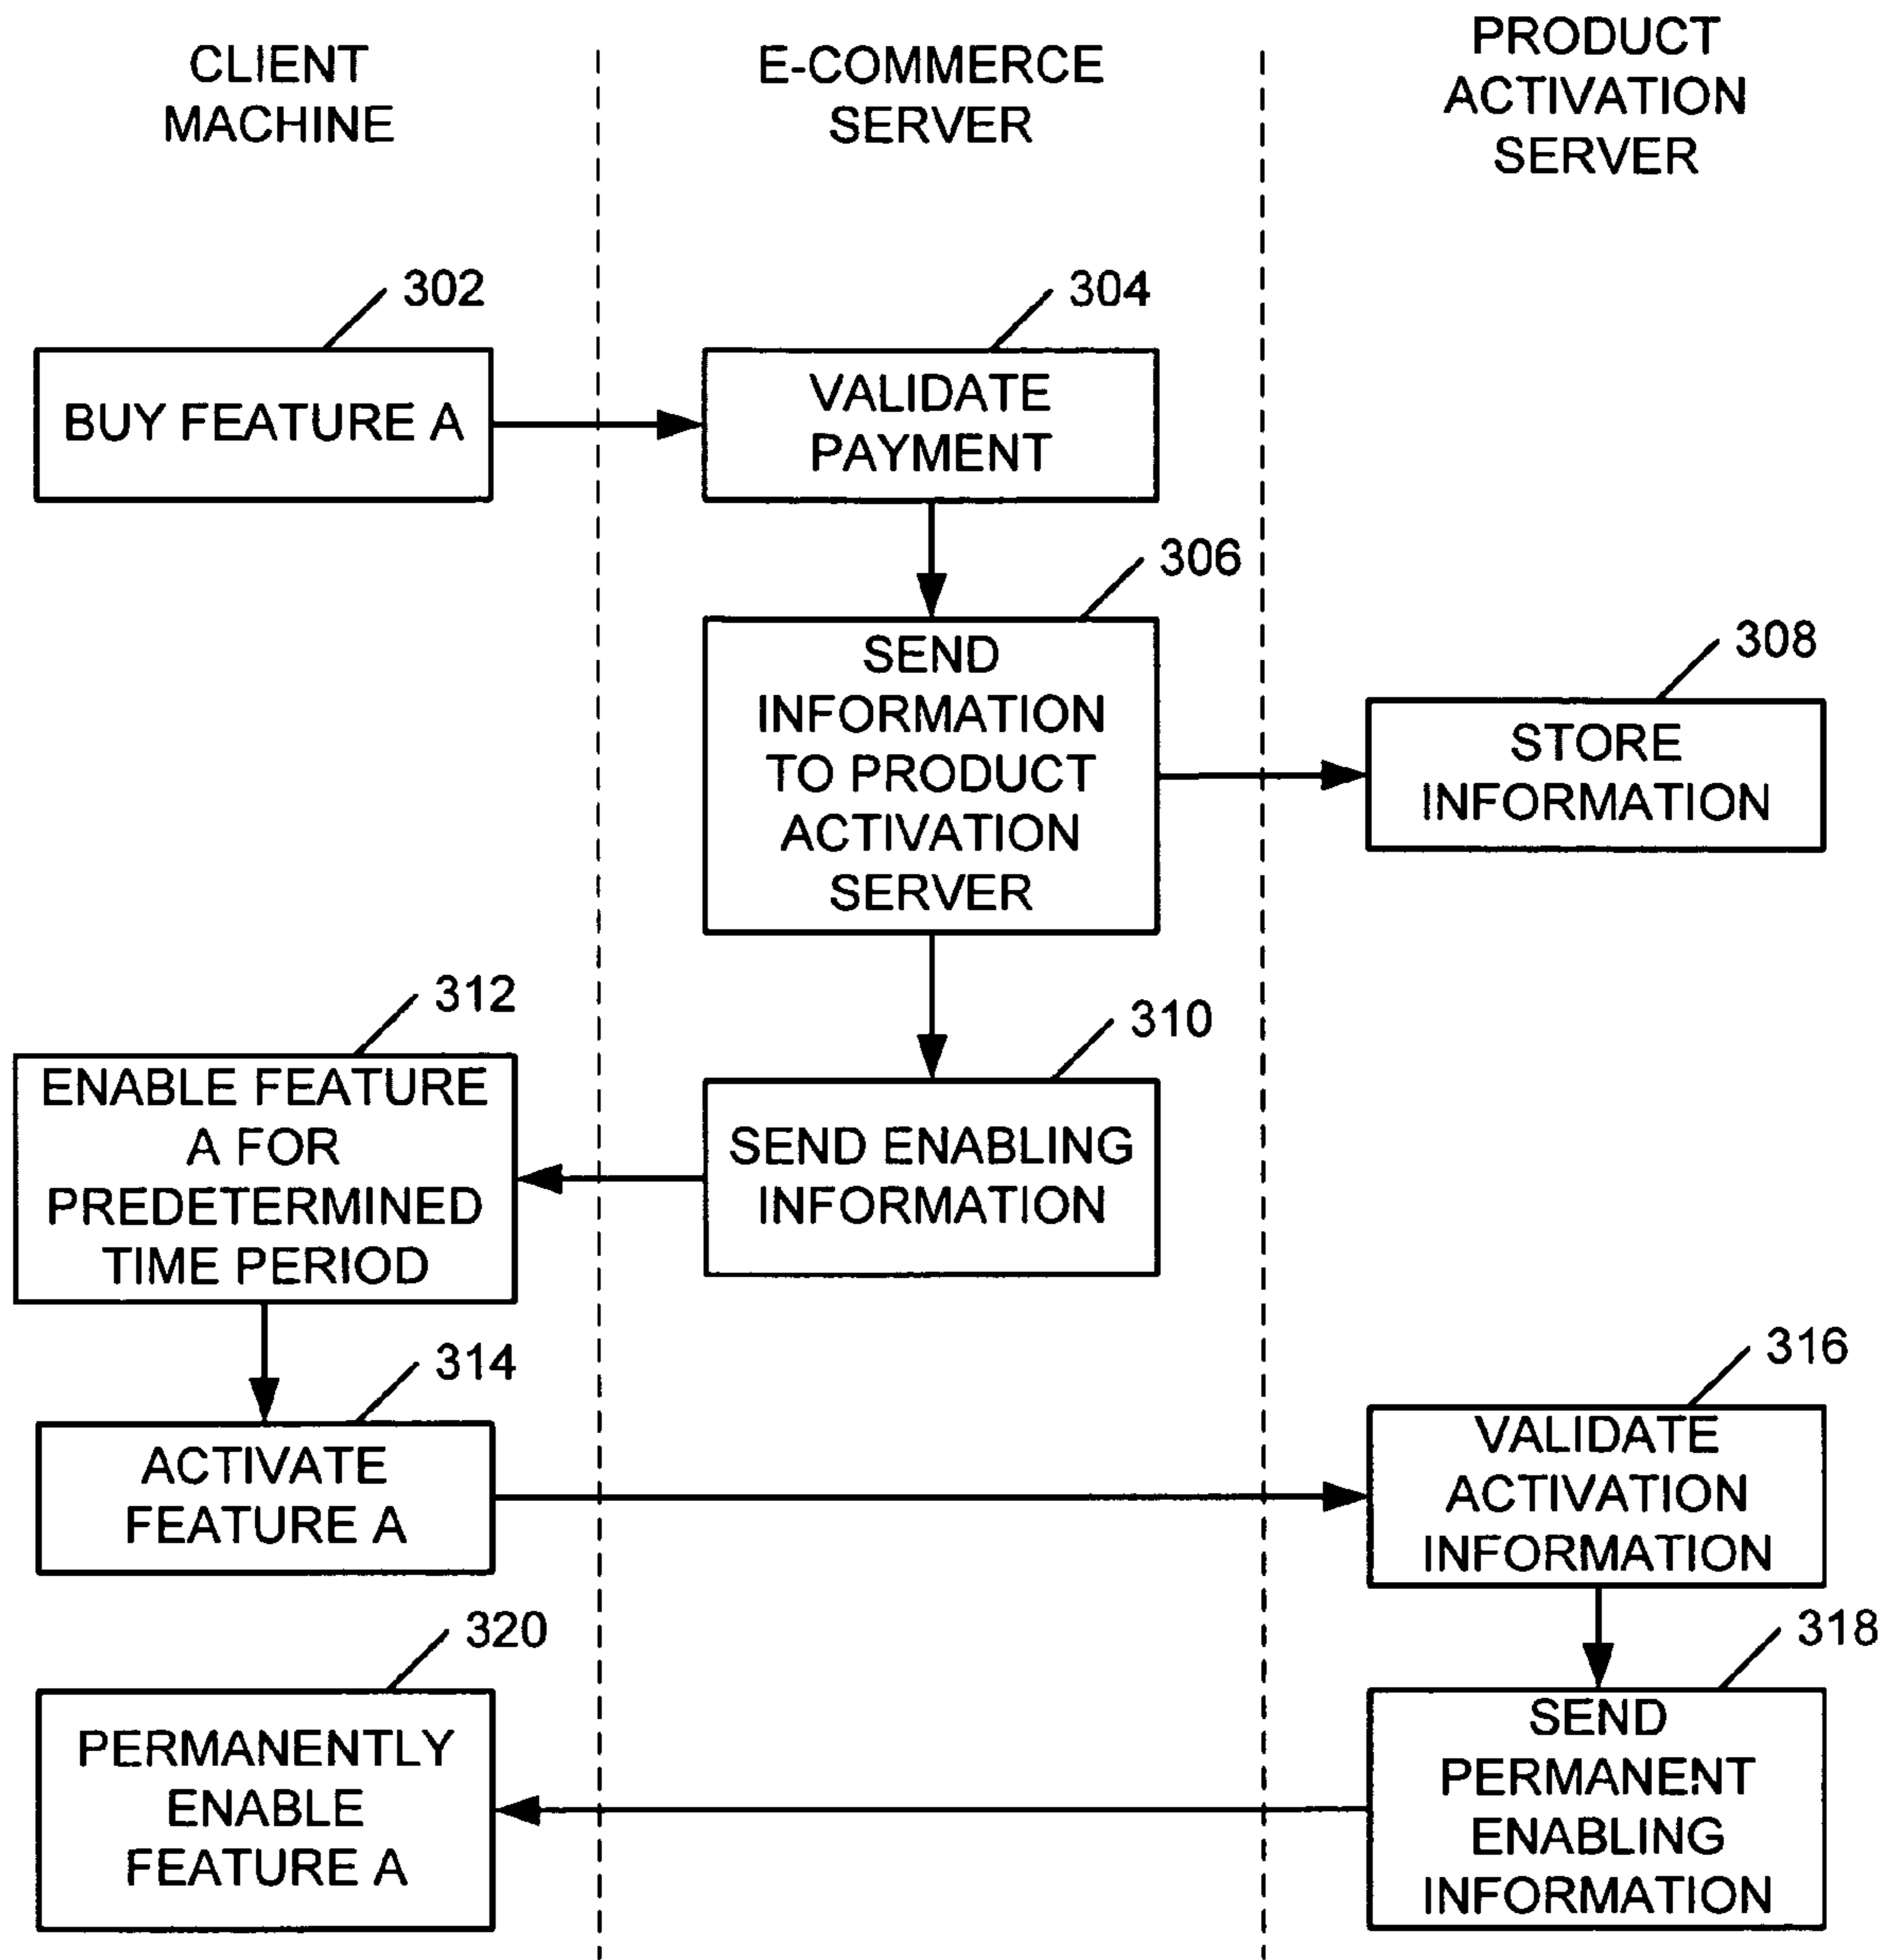 CLIENT
MACHINE
E-COMMERCE
SERVER
PRODUCT
ACTIVATION
SERVER
302
BUY FEATURE A
304
VALIDATE
PAYMENT
306
SEND
INFORMATION
TO PRODUCT
ACTIVATION
SERVER
308
STORE
INFORMATION
312
ENABLE FEATURE
A FOR
PREDETERMINED
TIME PERIOD
310
SEND ENABLING
INFORMATION
314
ACTIVATE
FEATURE A
316
VALIDATE
ACTIVATION
INFORMATION
320
PERMANENTLY
ENABLE
FEATURE A
318
SEND
PERMANENT
ENABLING
INFORMATION